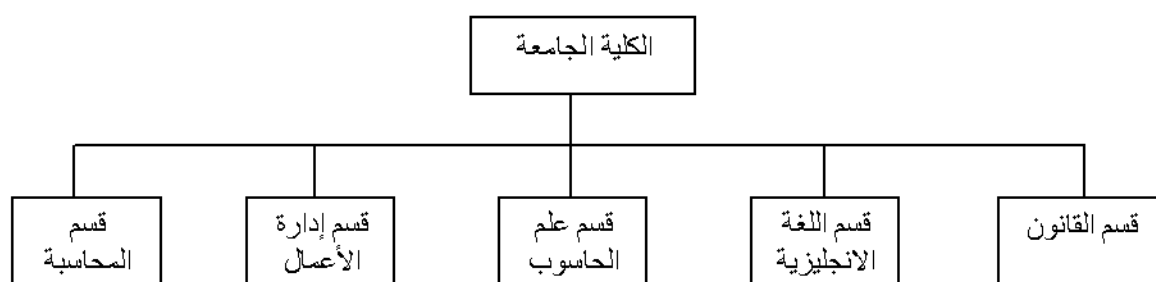 الكلية الجامعة
قسم القانون
قسم اللغة
الانجليزية
قسم علم
الحاسوب
قسم إدارة
الأعمال
قسم
المحاسبة